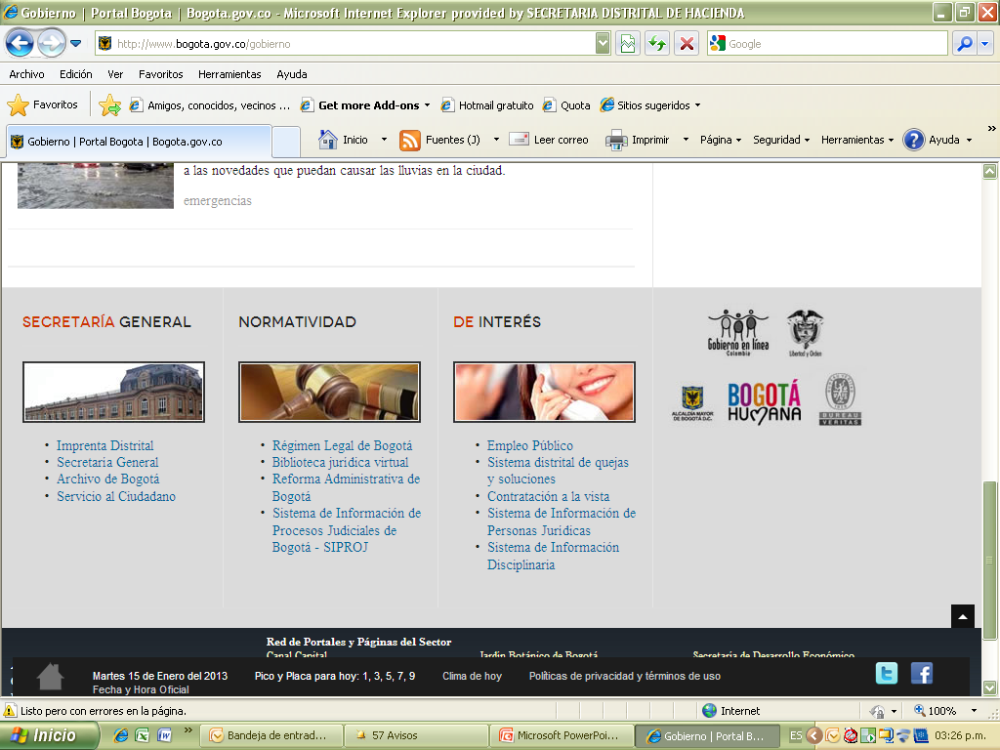 Gobierno | Portal Bogota | Bogota.gov.co - Microsoft Internet Explorer provided by SECRETARIA DISTRITAL DE HACIENDA
http://www.bogota.gov.co/gobierno
Google
Archivo Edición Ver Favoritos Herramientas Ayuda
Favoritos Amigos, conocidos, vecinos ... Get more Add-ons Hotmail gratuito Quota Sitios sugeridos
Gobierno | Portal Bogota | Bogota.gov.co Inicio Fuentes (J) Leer correo Imprimir Página Seguridad Herramientas Ayuda
a las novedades que puedan causar las lluvias en la ciudad.
emergencias
SECRETARÍA GENERAL
Imprenta Distrital
Secretaria General
Archivo de Bogotá
Servicio al Ciudadano
NORMATIVIDAD
Régimen Legal de Bogotá
Biblioteca jurídica virtual
Reforma Administrativa de
Bogotá
Sistema de Información de
Procesos Judiciales de
Bogotá - SIPROJ
DE INTERÉS
Empleo Público
Sistema distrital de quejas
y soluciones
Contratación a la vista
Sistema de Información de
Personas Jurídicas
Sistema de Información
Disciplinaria
Gobierno en línea
Colombia
Libertad y Orden
ALCALDÍA MAYOR
DE BOGOTÁ D.C.
BOGOTÁ
HUMANA
BUREAU
VERITAS
Red de Portales y Páginas del Sector
Canal Capital Jardín Botánico de Bogotá Secretaria de Desarrollo Económico
Martes 15 de Enero del 2013 Pico y Placa para hoy: 1, 3, 5, 7, 9 Clima de hoy Políticas de privacidad y términos de uso
Fecha y Hora Oficial
Listo pero con errores en la página. Internet 100%
Inicio Bandeja de entrad... 57 Avisos Microsoft PowerPoi... Gobierno | Portal B... ES 03:26 p.m.